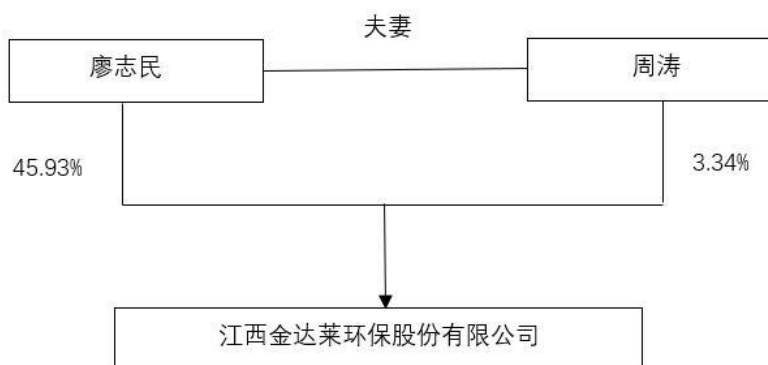 夫妻
廖志民
周涛
45.93%
3.34%
江西金达莱环保股份有限公司